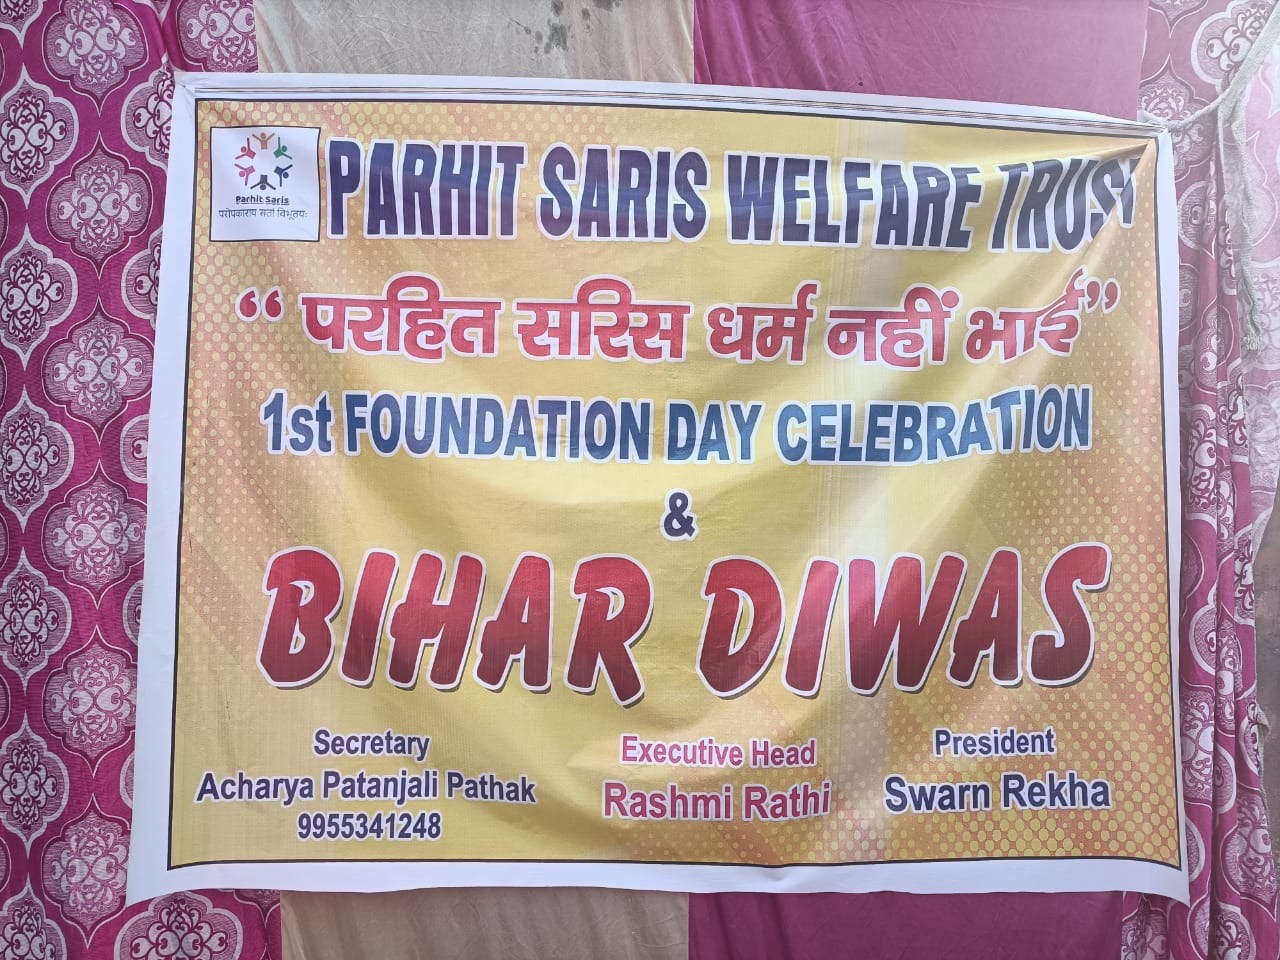 Parhit Saris
परोपकाराय सतां विभूतयः
PARHIT SARIS WELFARE TRUST
“ परहित सरिस धर्म नहीं भाई”
1st FOUNDATION DAY CELEBRATION
&
BIHAR DIWAS
Secretary
Acharya Patanjali Pathak
9955341248
Executive Head
Rashmi Rathi
President
Swarn Rekha